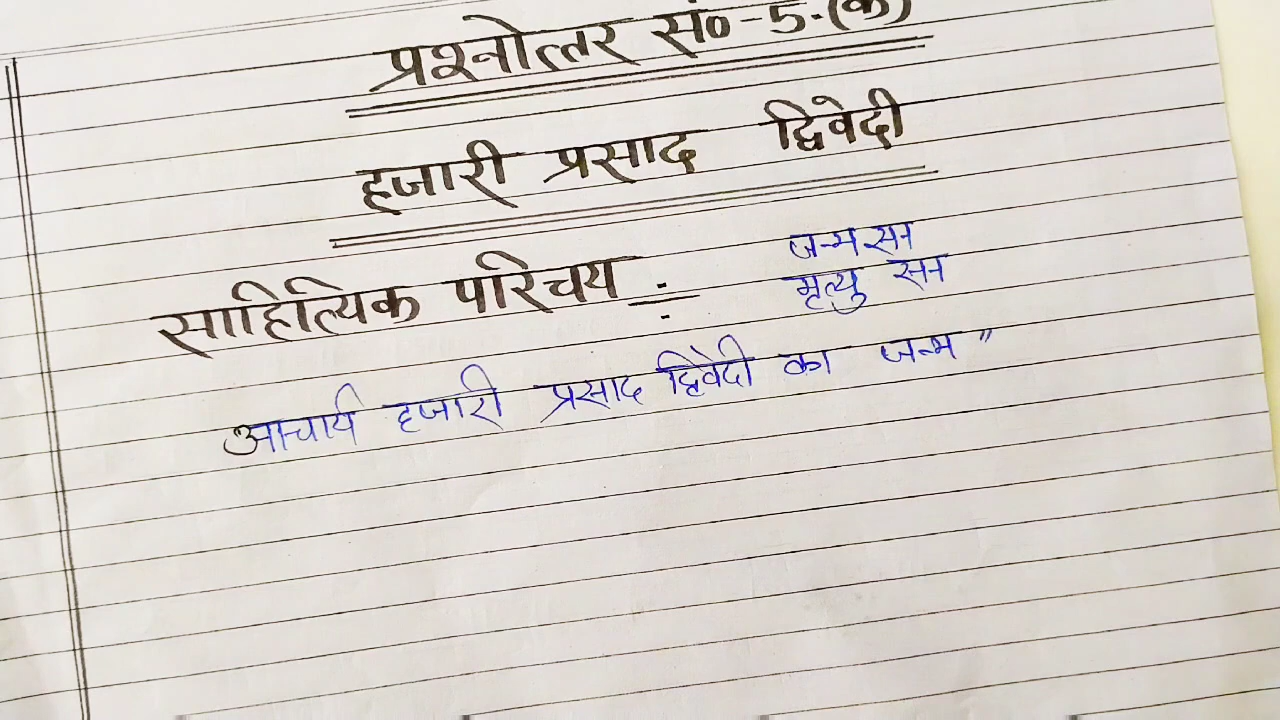 प्रश्नोत्तर सं०-5.(क)
हजारी प्रसाद द्विवेदी
साहित्यिक परिचय ÷
जन्म सन
मृत्यु सन
आचार्य हजारी प्रसाद द्विवेदी का जन्म "